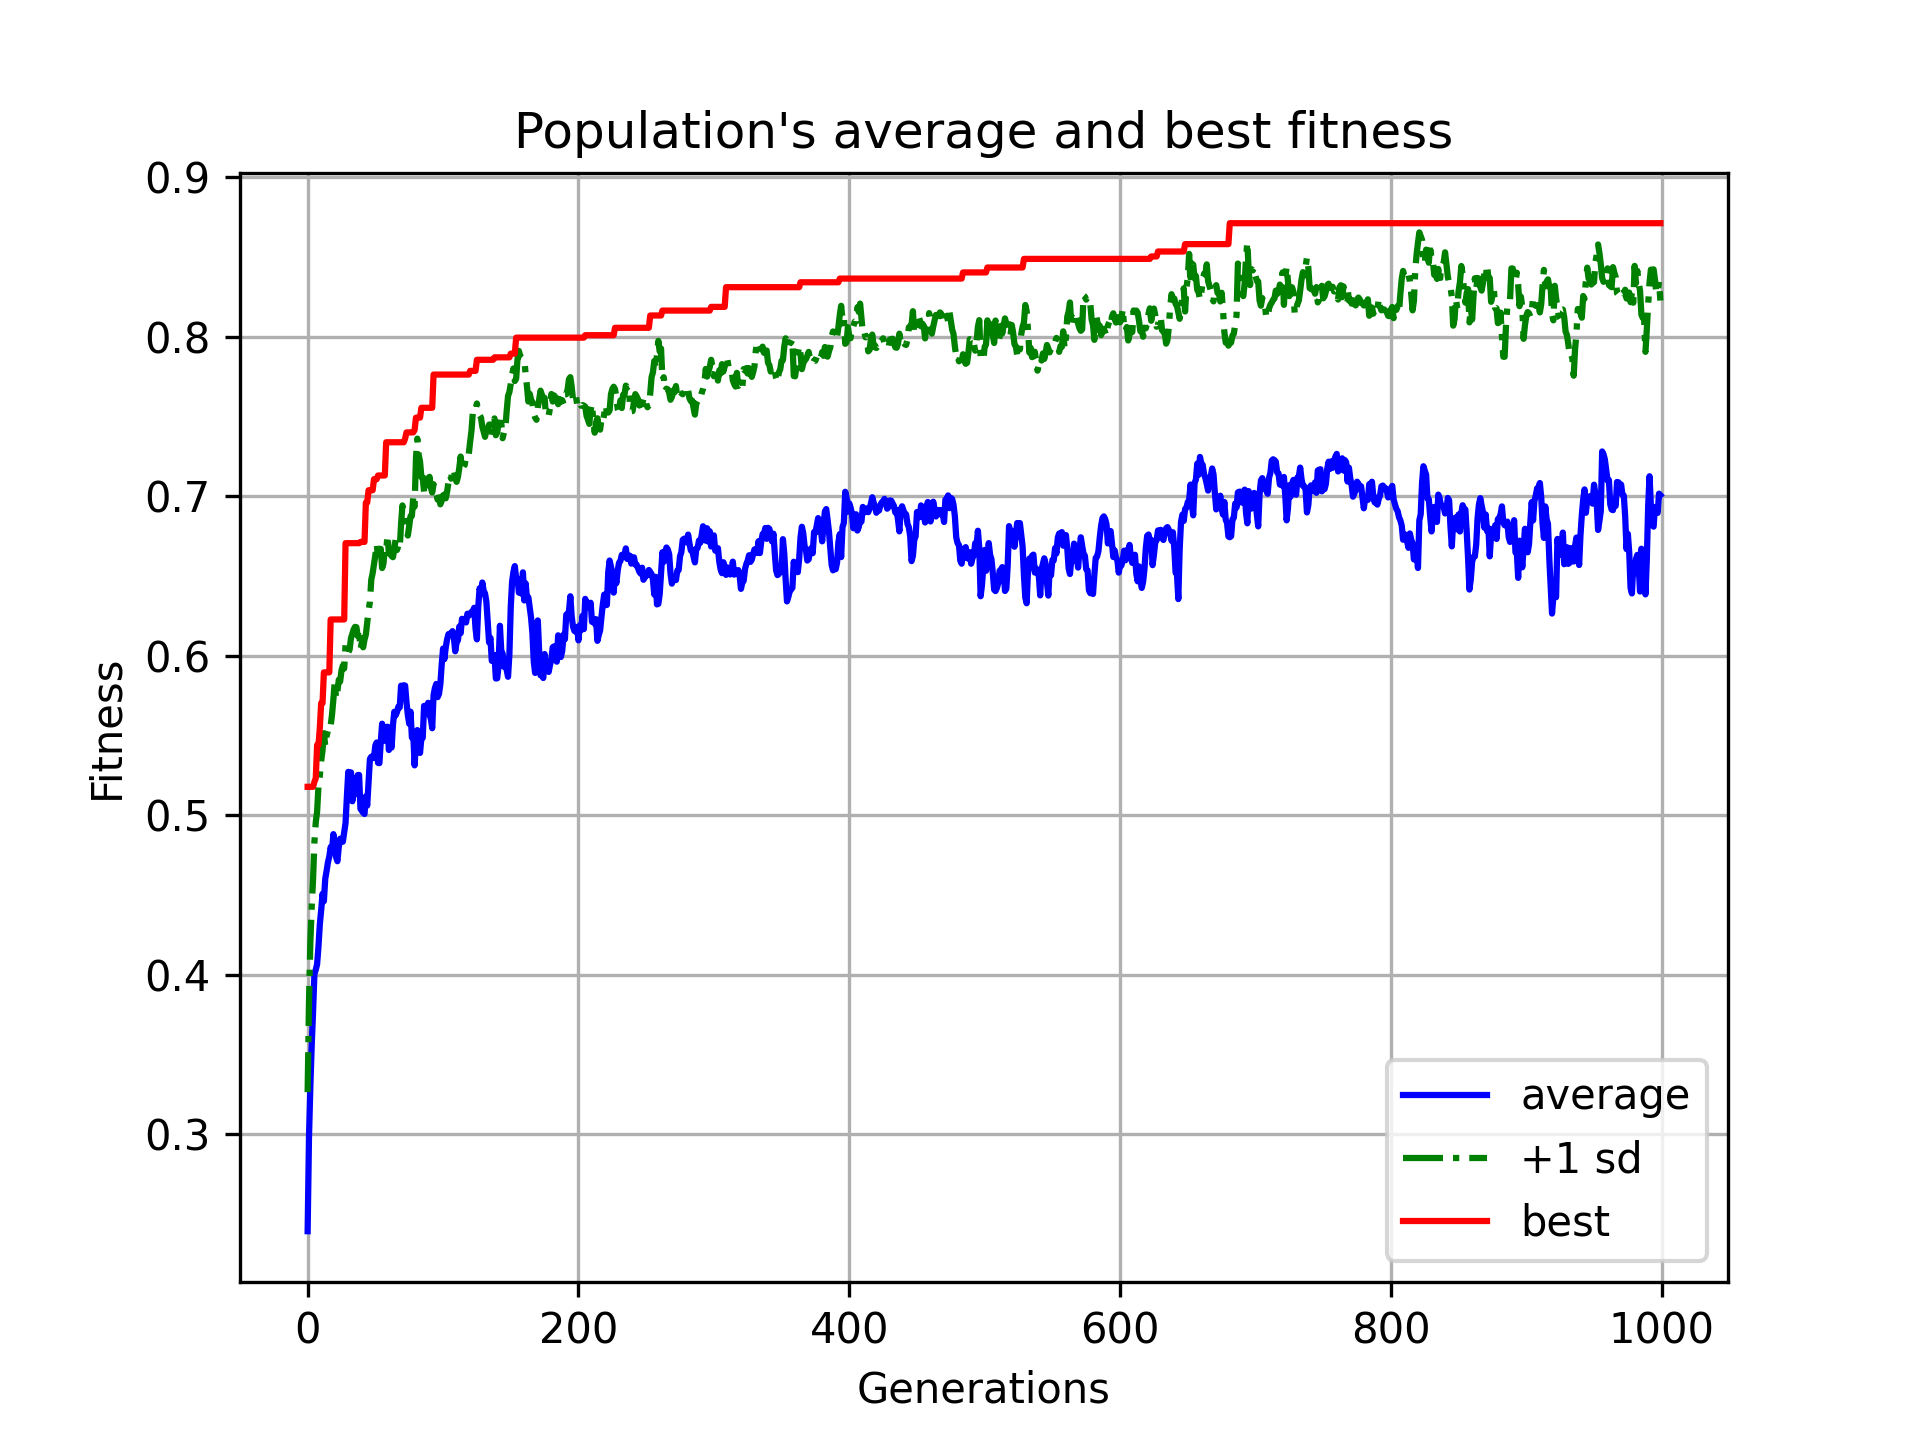 Population's average and best fitness
0.9
0.8
0.7
0.6
0.5
0.4
0.3
Fitness
average
+1 sd
best
0 200 400 600 800 1000
Generations